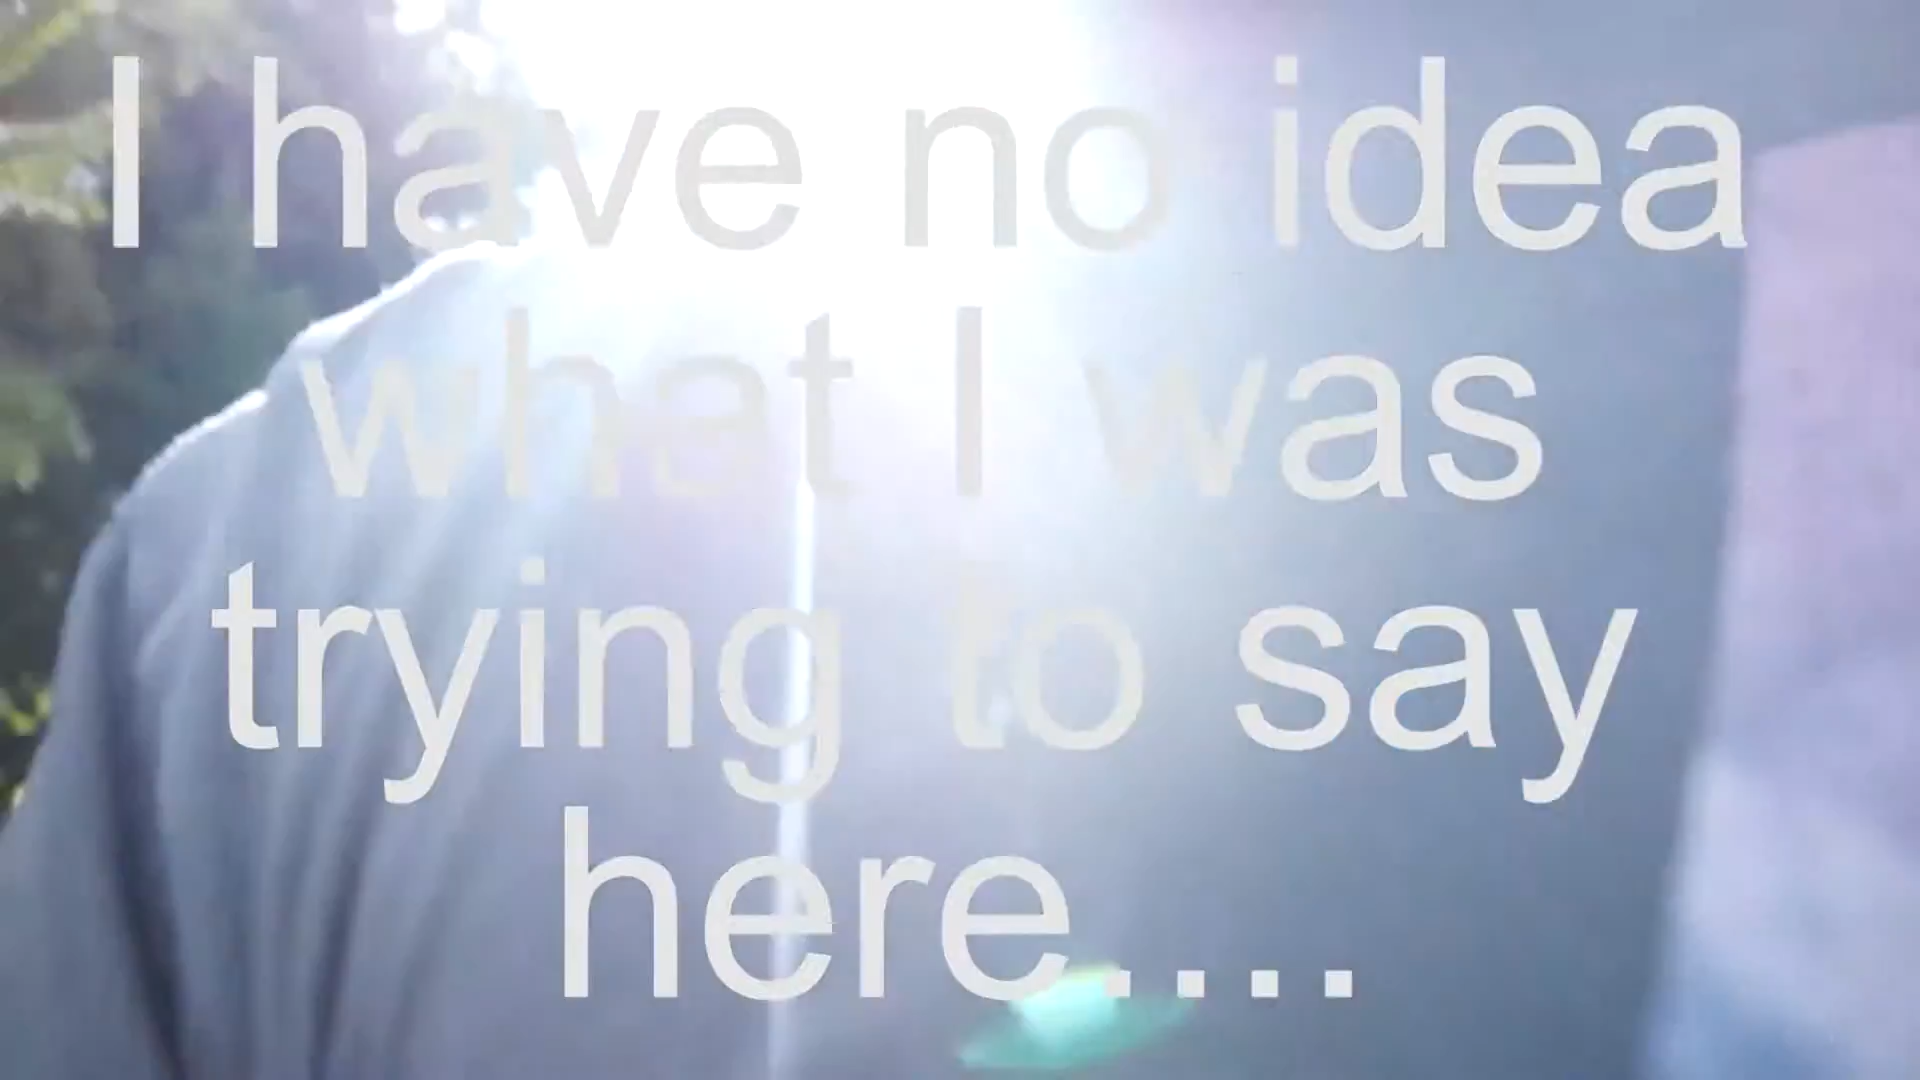 I have no idea
what I was
trying to say
here....